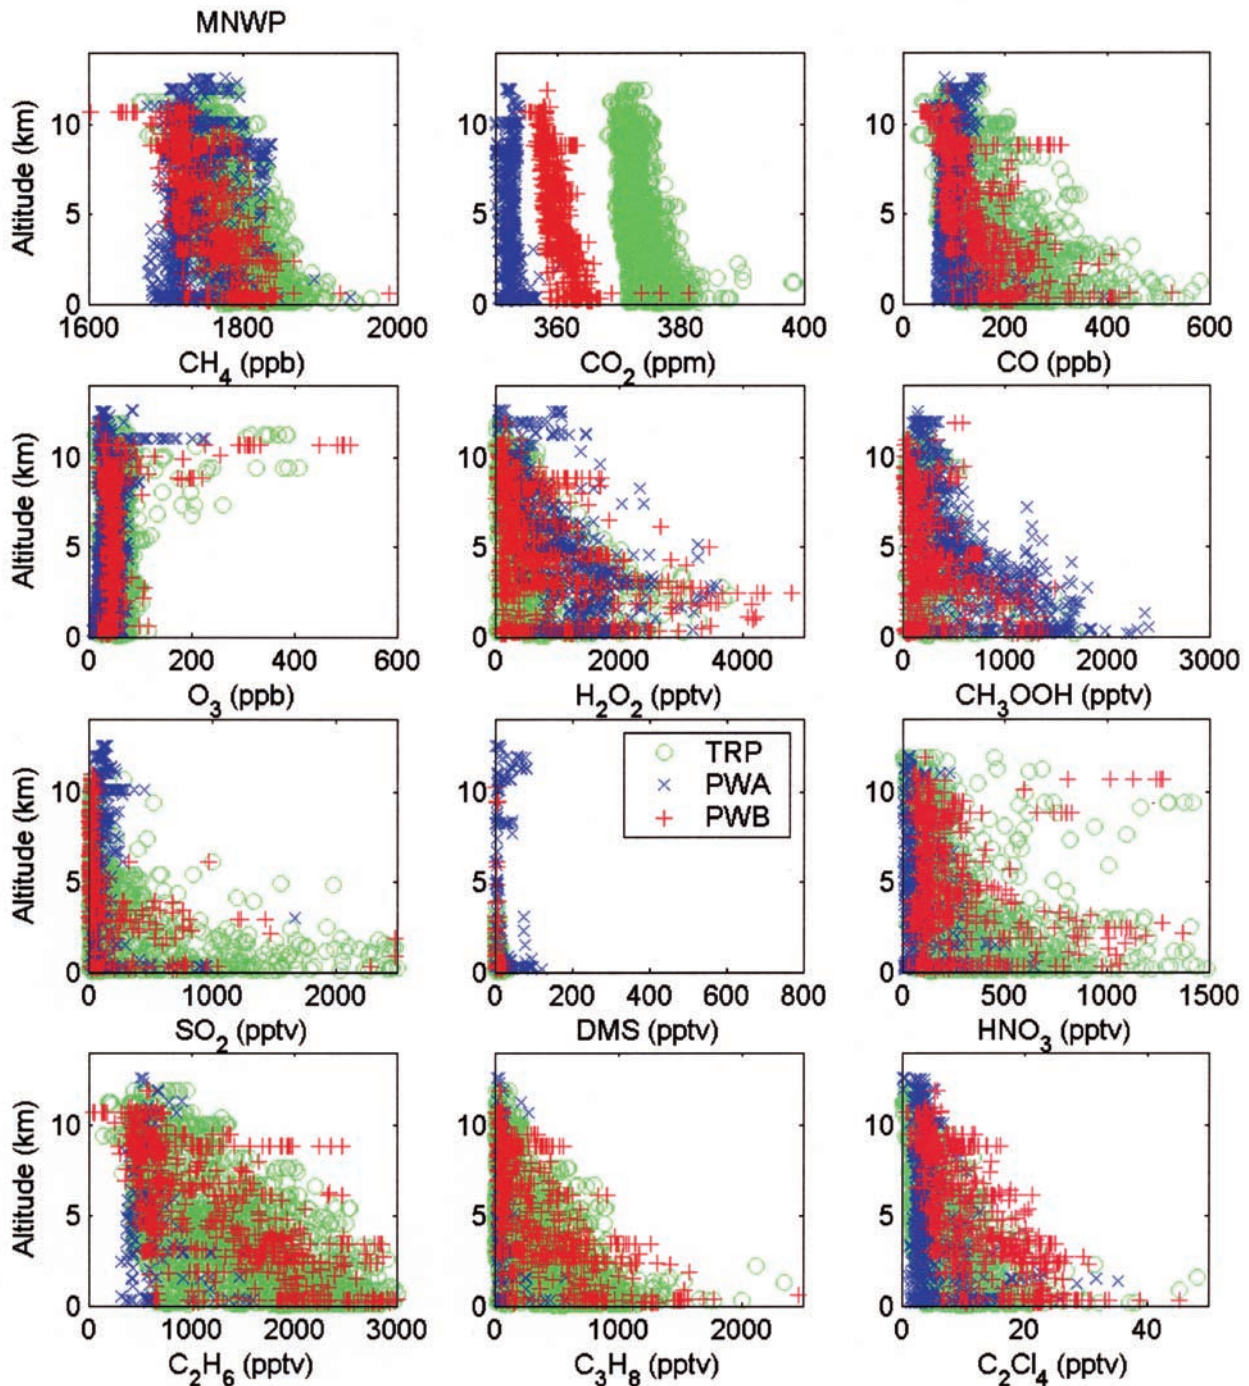 MNWP
Altitude (km)
10
5
0
1600 1800 2000
CH4 (ppb)
360 380 400
0
5
10
CO2 (ppm)
0 200 400 600
0
5
10
CO (ppb)
Altitude (km)
10
5
0
0 200 400 600
O3 (ppb)
10
5
0
0 2000 4000
H2O2 (pptv)
10
5
0
0 1000 2000 3000
CH3OOH (pptv)
Altitude (km)
10
5
0
0 1000 2000
SO2 (pptv)
10
5
0
TRP
PWA
PWB
0 200 400 600 800
DMS (pptv)
10
5
0
0 500 1000 1500
HNO3 (pptv)
Altitude (km)
10
5
0
0 1000 2000 3000
C2H6 (pptv)
10
5
0
0 1000 2000
C3H8 (pptv)
10
5
0
0 20 40
C2Cl4 (pptv)